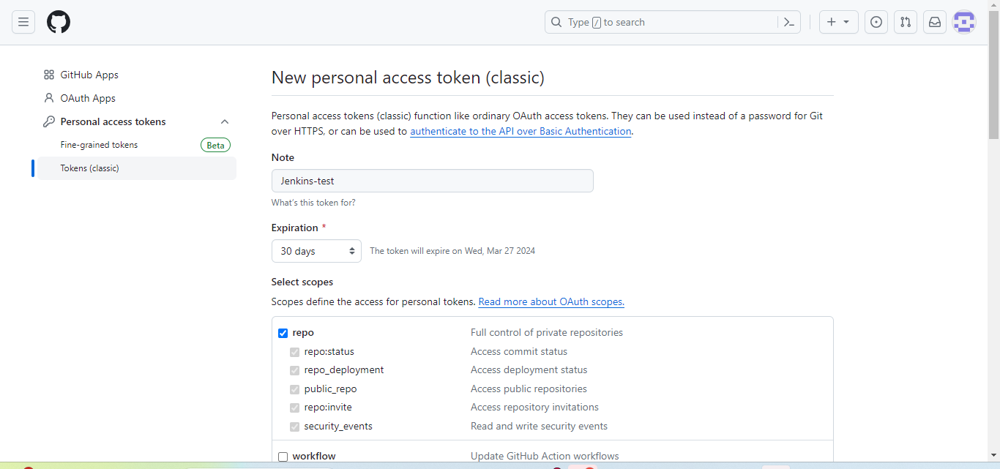 Type / to search
GitHub Apps
OAuth Apps
Personal access tokens
Fine-grained tokens Beta
Tokens (classic)
New personal access token (classic)
Personal access tokens (classic) function like ordinary OAuth access tokens. They can be used instead of a password for Git
over HTTPS, or can be used to authenticate to the API over Basic Authentication.
Note
Jenkins-test
What's this token for?
Expiration *
30 days The token will expire on Wed, Mar 27 2024
Select scopes
Scopes define the access for personal tokens. Read more about OAuth scopes.
repo Full control of private repositories
repo:status Access commit status
repo_deployment Access deployment status
public_repo Access public repositories
repo:invite Access repository invitations
security_events Read and write security events
workflow Update GitHub Action workflows